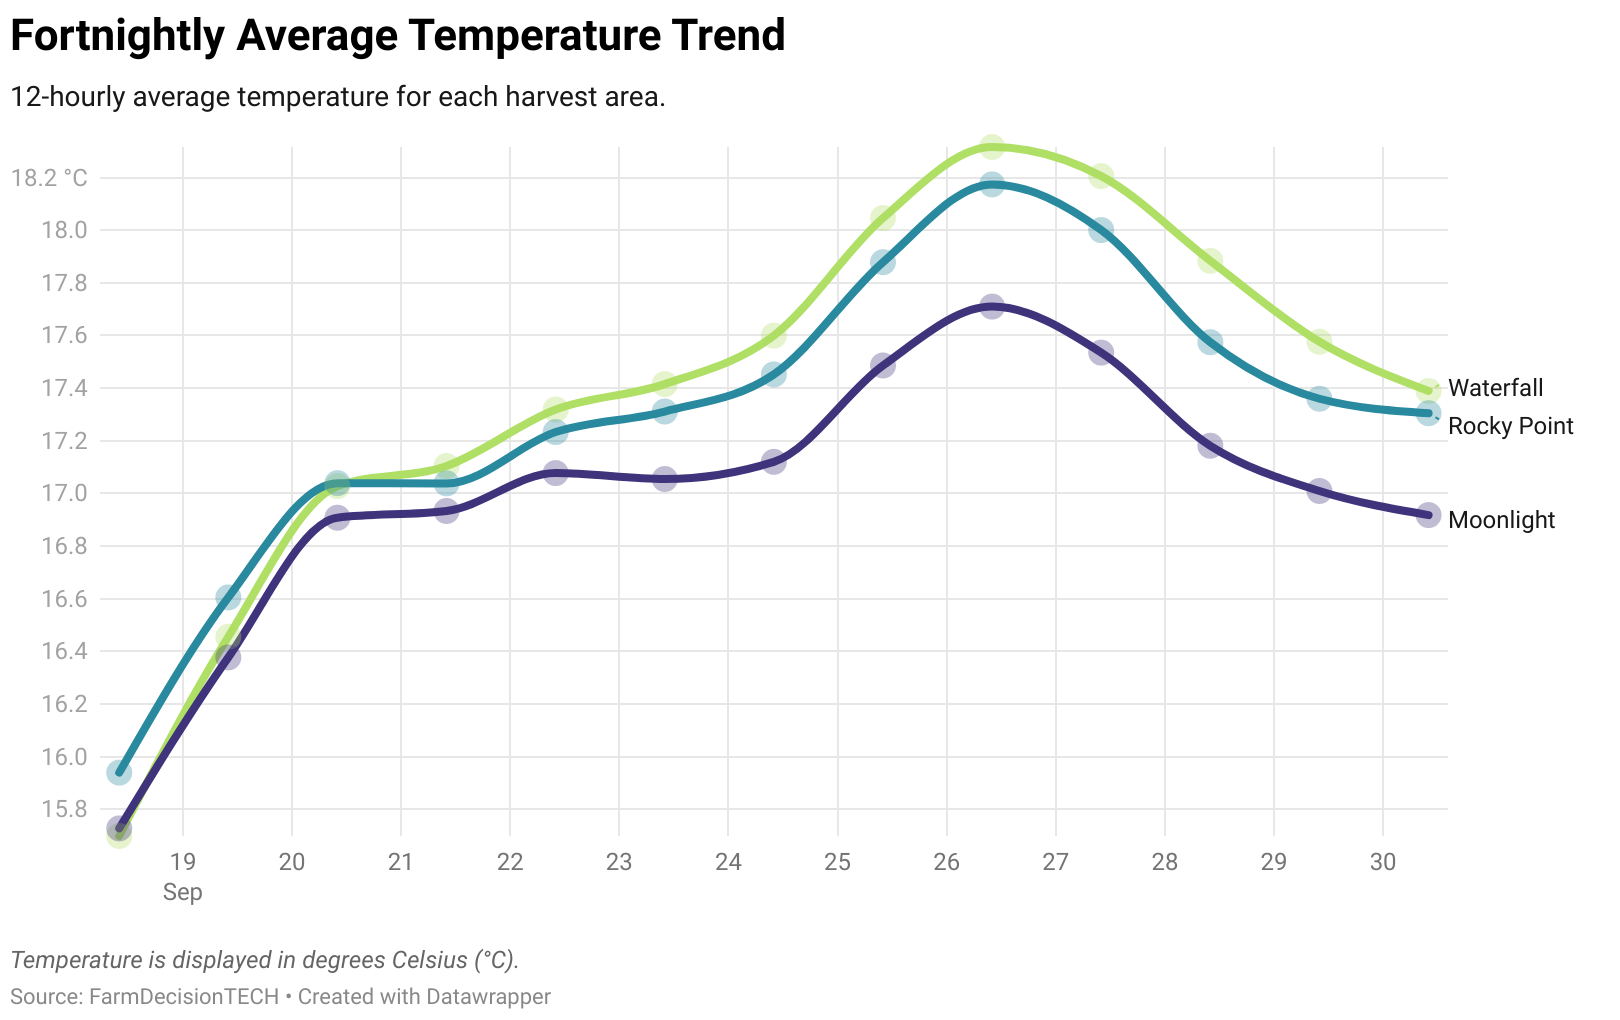 Fortnightly Average Temperature Trend
12-hourly average temperature for each harvest area.
18.2 °C
18.0
17.8
17.6
17.4
17.2
17.0
16.8
16.6
16.4
16.2
16.0
15.8
Waterfall
Rocky Point
Moonlight
19 20 21 22 23 24 25 26 27 28 29 30
Sep
Temperature is displayed in degrees Celsius (°C).
Source: FarmDecisionTECH • Created with Datawrapper